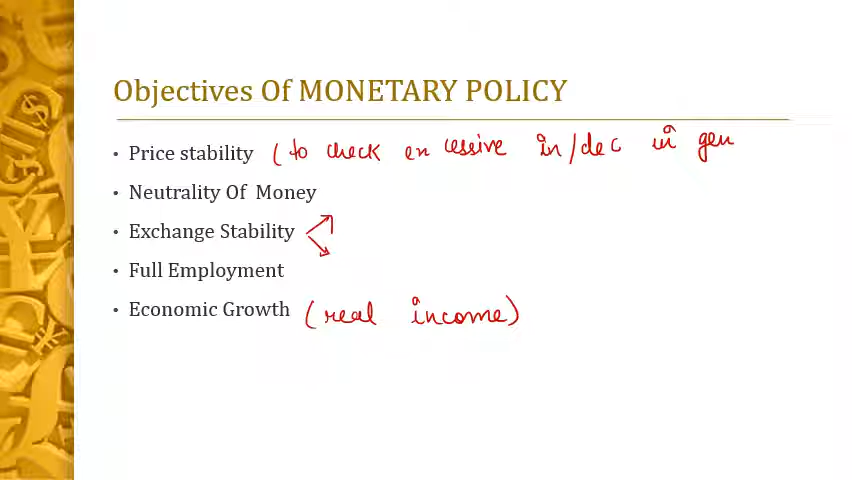 Objectives Of MONETARY POLICY
• Price stability ( to check excessive in/dec in gen
• Neutrality Of Money
• Exchange Stability
• Full Employment
• Economic Growth (real income)